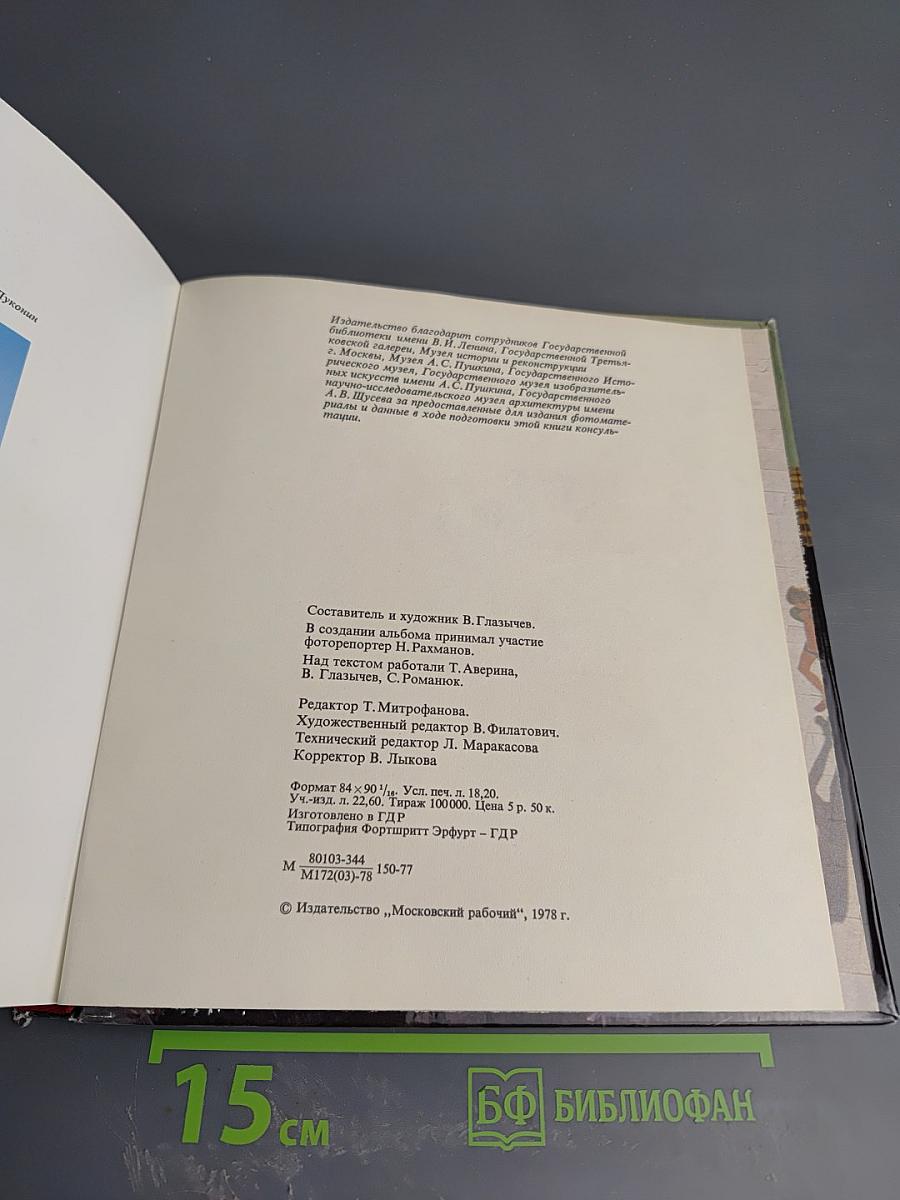 Луконин
Издательство благодарит сотрудников Государственной
библиотеки имени В. И. Ленина, Государственной Третья-
ковской галереи, Музея истории и реконструкции
г. Москвы, Музея А. С. Пушкина, Государственного Исто-
рического музея, Государственного музея изобразитель-
ных искусств имени А. С. Пушкина, Государственного
научно-исследовательского музея архитектуры имени
А. В. Щусева за предоставленные для издания фотомате-
риалы и данные в ходе подготовки этой книги консуль-
тации.
Составитель и художник В. Глазычев.
В создании альбома принимал участие
фоторепортер Н. Рахманов.
Над текстом работали Т. Аверина,
В. Глазычев, С. Романюк.
Редактор Т. Митрофанова.
Художественный редактор В. Филатович.
Технический редактор Л. Маракасова
Корректор В. Лыкова
Формат 84×90 1/16. Усл. печ. л. 18,20.
Уч.-изд. л. 22,60. Тираж 100000. Цена 5 р. 50 к.
Изготовлено в ГДР
Типография Фортшритт Эрфурт – ГДР
М 80103-344 / М172(03)-78 150-77
© Издательство „Московский рабочий“, 1978 г.
15 см
БФ БИБЛИОФАН